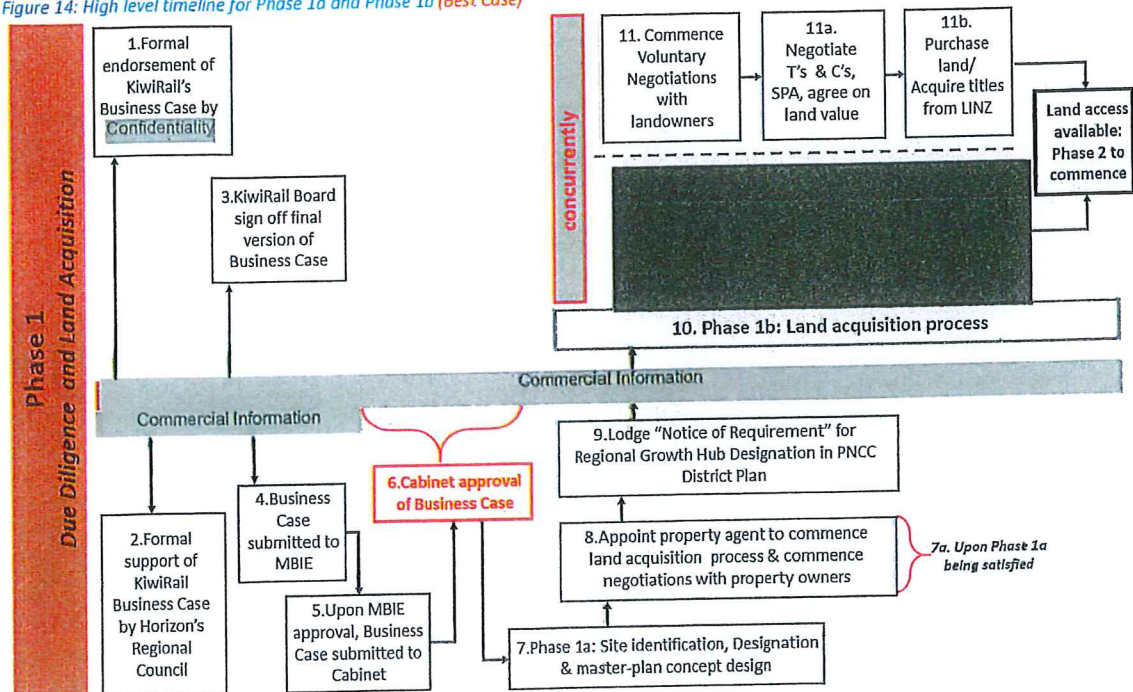 Figure 14: High level timeline for Phase 1a and Phase 1b (Best Case)
Phase 1
Due Diligence and Land Acquisition
1.Formal
endorsement of
KiwiRail's
Business Case by
Confidentiality
3.KiwiRail Board
sign off final
version of
Business Case
concurrently
11. Commence
Voluntary
Negotiations
with
landowners
11a.
Negotiate
T's & C's,
SPA, agree on
land value
11b.
Purchase
land/
Acquire titles
from LINZ
Land access
available:
Phase 2 to
commence
10. Phase 1b: Land acquisition process
Commercial Information
Commercial Information
2.Formal
support of
KiwiRail
Business Case
by Horizon's
Regional
Council
4.Business
Case
submitted to
MBIE
5.Upon MBIE
approval, Business
Case submitted to
Cabinet
6.Cabinet approval
of Business Case
9.Lodge "Notice of Requirement" for
Regional Growth Hub Designation in PNCC
District Plan
8.Appoint property agent to commence
land acquisition process & commence
negotiations with property owners
7a. Upon Phase 1a
being satisfied
7.Phase 1a: Site identification, Designation
& master-plan concept design